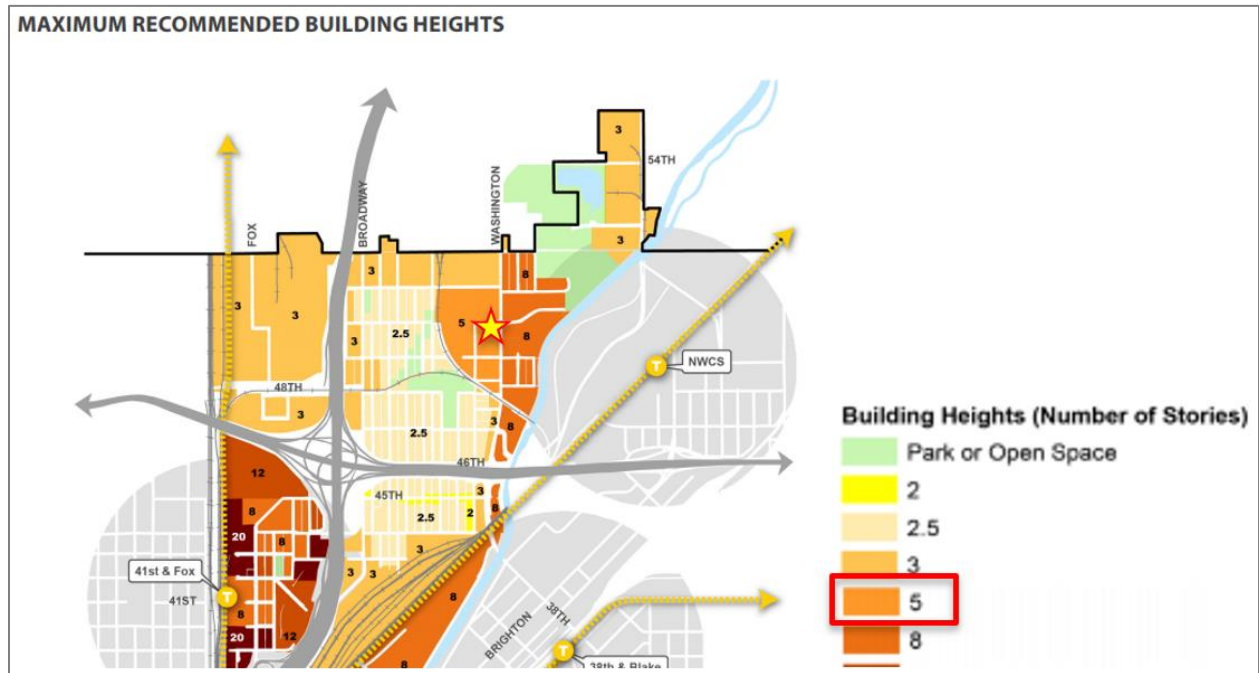 MAXIMUM RECOMMENDED BUILDING HEIGHTS
3
54TH
FOX
BROADWAY
WASHINGTON
3
3
8
3
3
5
8
2.5
3
NWCS
T
48TH
3
2.5
3
8
46TH
12
45TH
3
8
2.5
2
8
20
8
3
41st & Fox
T
41ST
3
3
8
8
20
12
BRIGHTON
38TH
T
38th & Blake
8
Building Heights (Number of Stories)
Park or Open Space
2
2.5
3
5
8